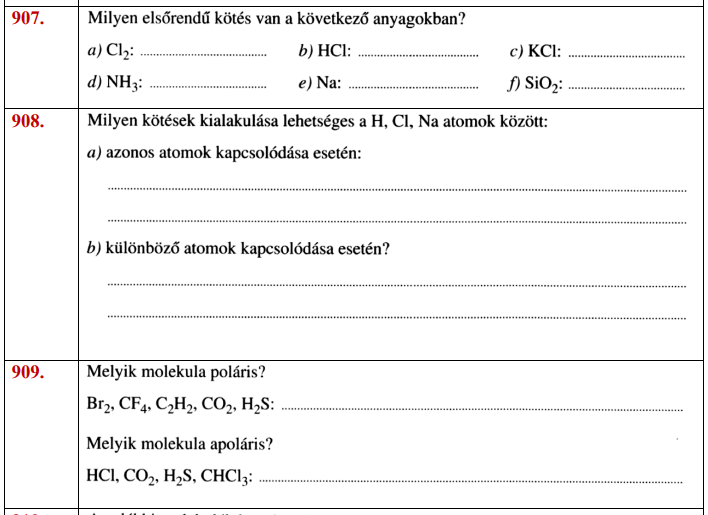 907. Milyen elsőrendű kötés van a következő anyagokban?
a) Cl₂: ........................ b) HCl: ........................ c) KCl: ........................
d) NH₃: ........................ e) Na: ........................ f) SiO₂: ........................
908. Milyen kötések kialakulása lehetséges a H, Cl, Na atomok között:
a) azonos atomok kapcsolódása esetén:
b) különböző atomok kapcsolódása esetén?
909. Melyik molekula poláris?
Br₂, CF₄, C₂H₂, CO₂, H₂S: ........................
Melyik molekula apoláris?
HCl, CO₂, H₂S, CHCl₃: ........................